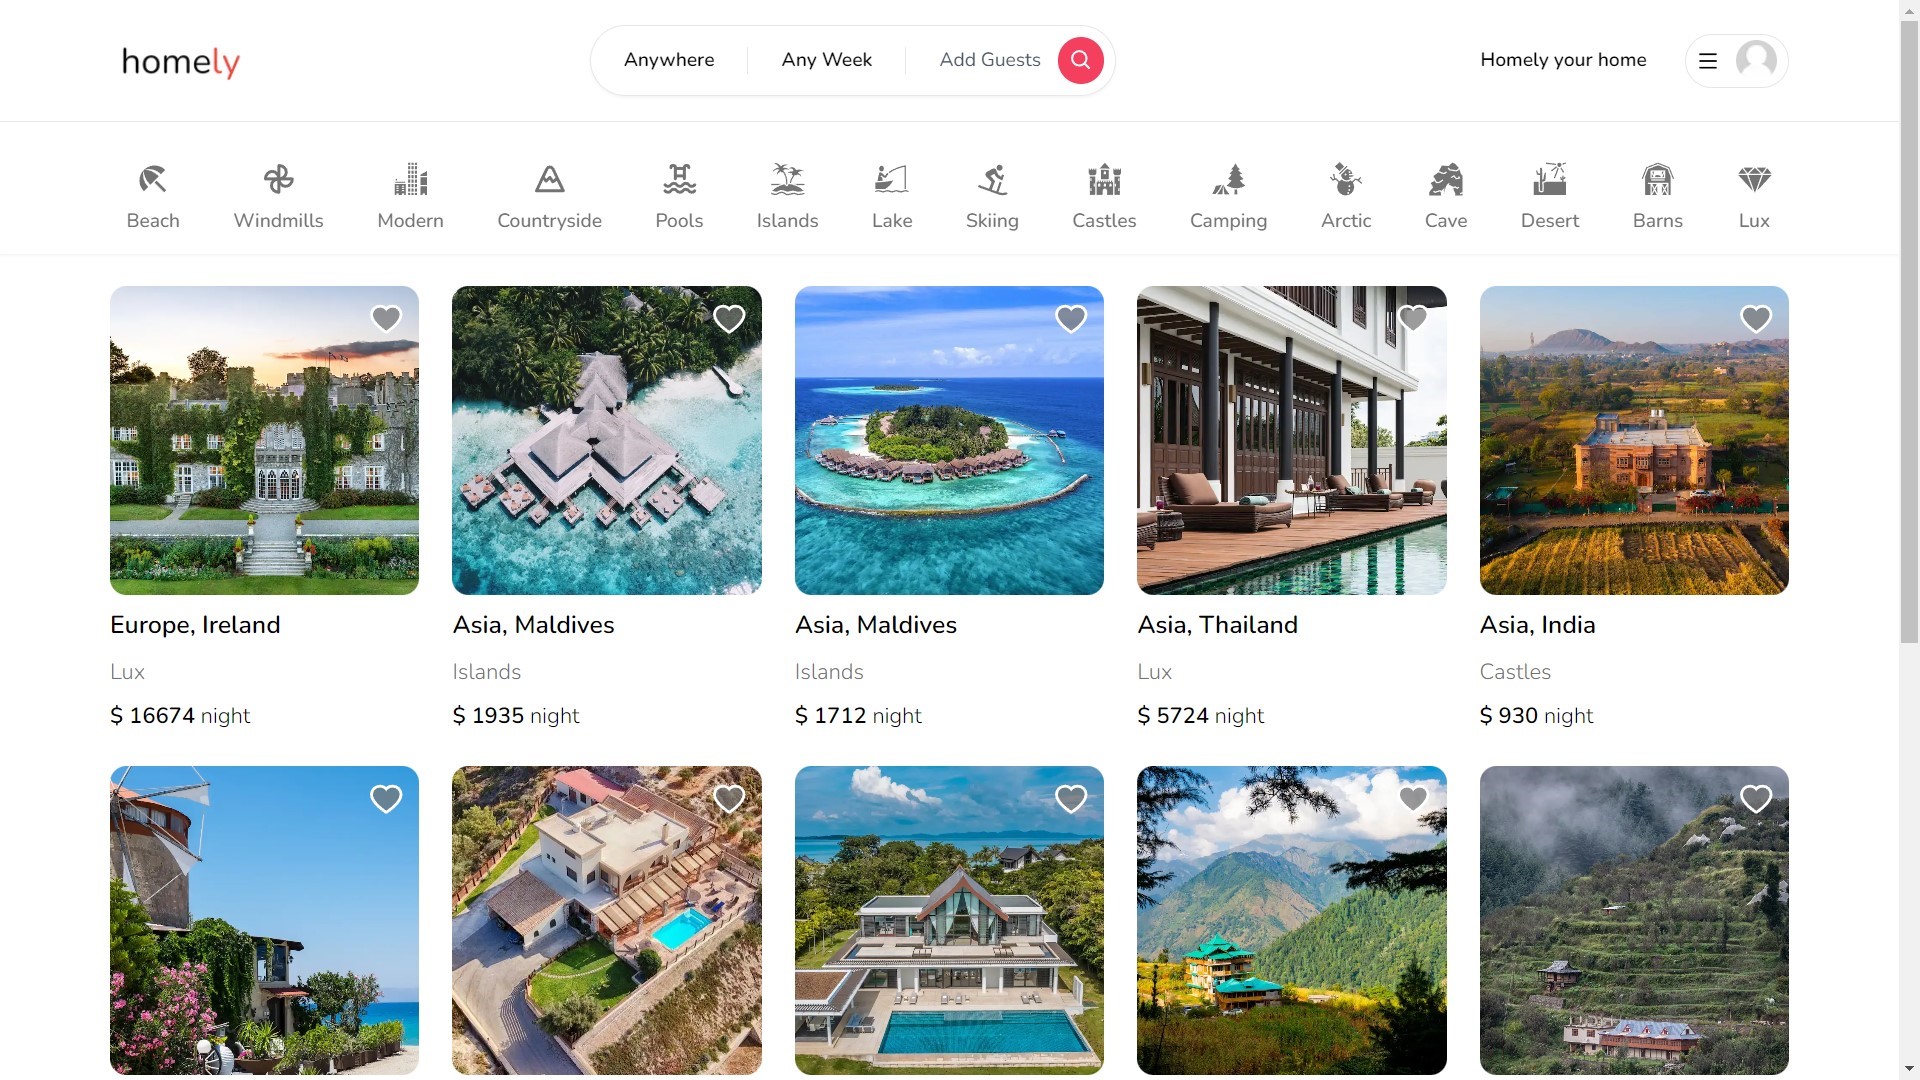 homely
Anywhere
Any Week
Add Guests
Homely your home
Beach
Windmills
Modern
Countryside
Pools
Islands
Lake
Skiing
Castles
Camping
Arctic
Cave
Desert
Barns
Lux
Europe, Ireland
Lux
$ 16674 night
Asia, Maldives
Islands
$ 1935 night
Asia, Maldives
Islands
$ 1712 night
Asia, Thailand
Lux
$ 5724 night
Asia, India
Castles
$ 930 night